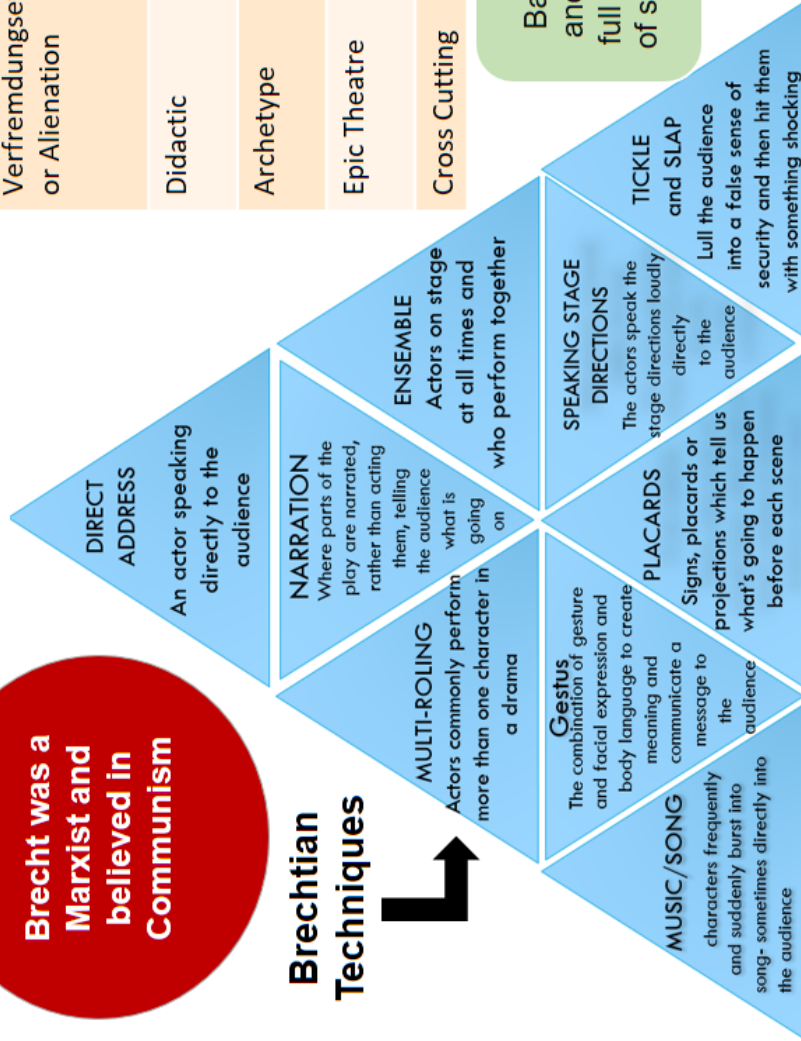 Brecht was a
Marxist and
believed in
Communism
Brechtian
Techniques
DIRECT
ADDRESS
An actor speaking
directly to the
audience
NARRATION
Where parts of the
play are narrated,
rather than acting
them, telling
the audience
what is
going
on
MULTI-ROLING
Actors commonly perform
more than one character in
a drama
ENSEMBLE
Actors on stage
at all times and
who perform together
MUSIC/SONG
characters frequently
and suddenly burst into
song- sometimes directly into
the audience
Gestus
The combination of gesture
and facial expression and
body language to create
meaning and
communicate a
message to
the
audience
PLACARDS
Signs, placards or
projections which tell us
what's going to happen
before each scene
SPEAKING STAGE
DIRECTIONS
The actors speak the
stage directions loudly
directly
to the
audience
TICKLE
and SLAP
Lull the audience
into a false sense of
security and then hit them
with something shocking
Verfremdungse
or Alienation
Didactic
Archetype
Epic Theatre
Cross Cutting
Ba
and
full
of s